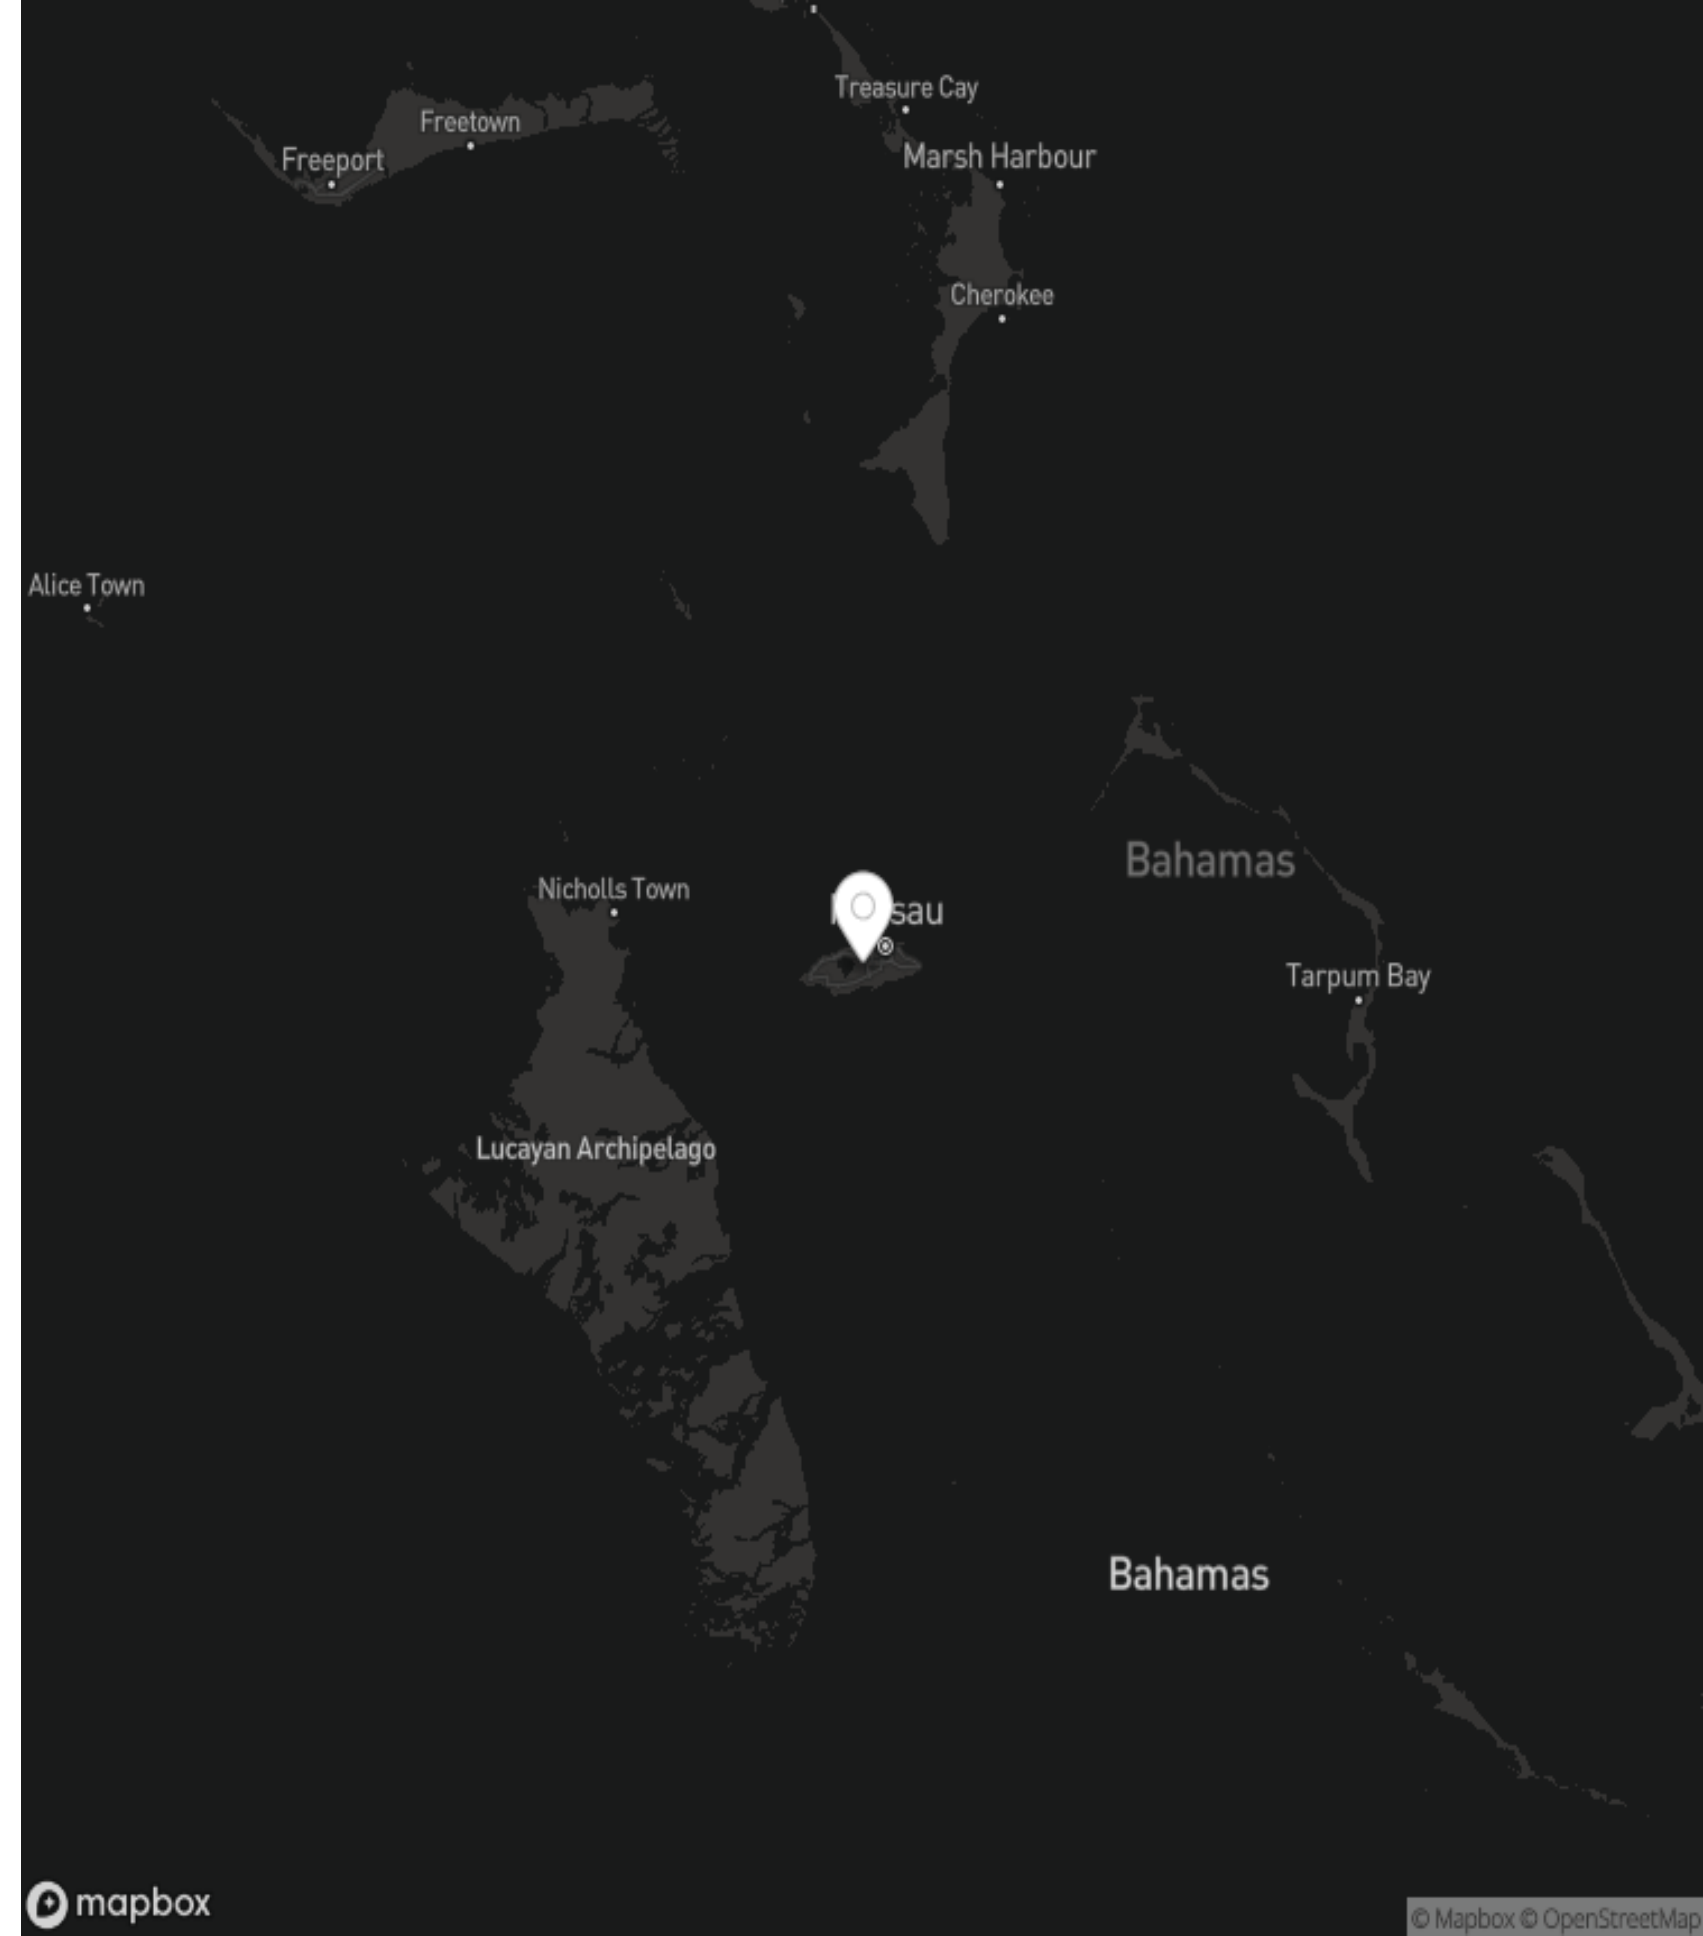 Treasure Cay
Freetown
Marsh Harbour
Freeport
Cherokee
Alice Town
Bahamas
Nicholls Town
Tarpum Bay
Lucayan Archipelago
Bahamas
mapbox
© Mapbox © OpenStreetMap